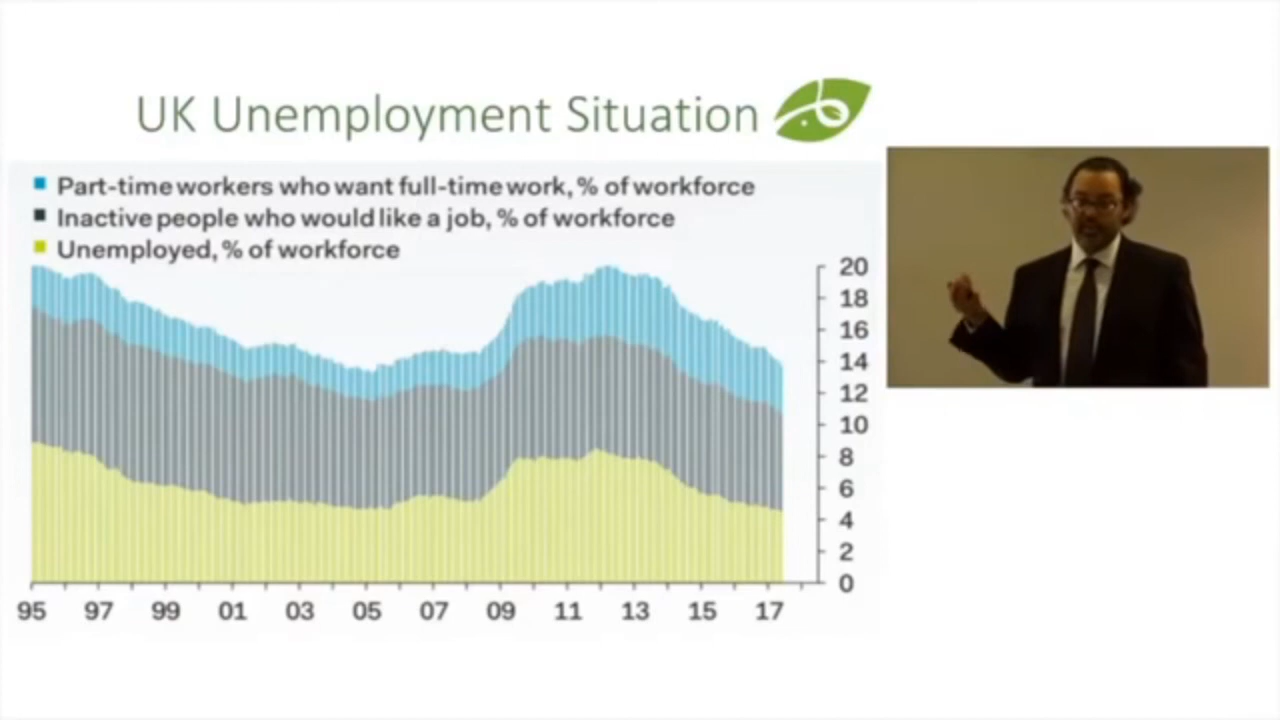 UK Unemployment Situation
Part-time workers who want full-time work, % of workforce
Inactive people who would like a job, % of workforce
Unemployed, % of workforce
20
18
16
14
12
10
8
6
4
2
0
95 97 99 01 03 05 07 09 11 13 15 17